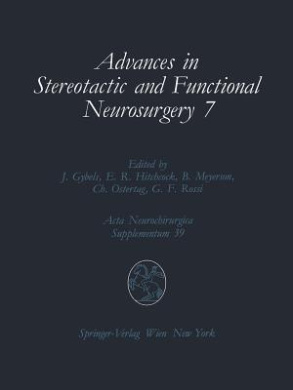 Advances in
Stereotactic and Functional
Neurosurgery 7
Edited by
J. Gybels, E. R. Hitchcock, B. Meyerson,
Ch. Ostertag, G. F. Rossi
Acta Neurochirurgica
Supplementum 39
Springer-Verlag Wien New York